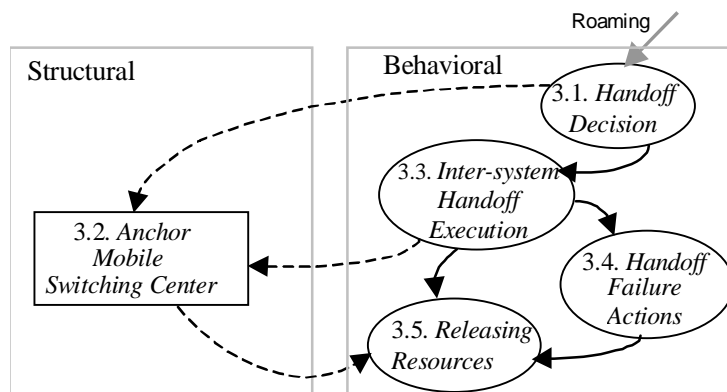 Roaming
Structural
Behavioral
3.1. Handoff
Decision
3.3. Inter-system
Handoff
Execution
3.2. Anchor
Mobile
Switching Center
3.4. Handoff
Failure
Actions
3.5. Releasing
Resources